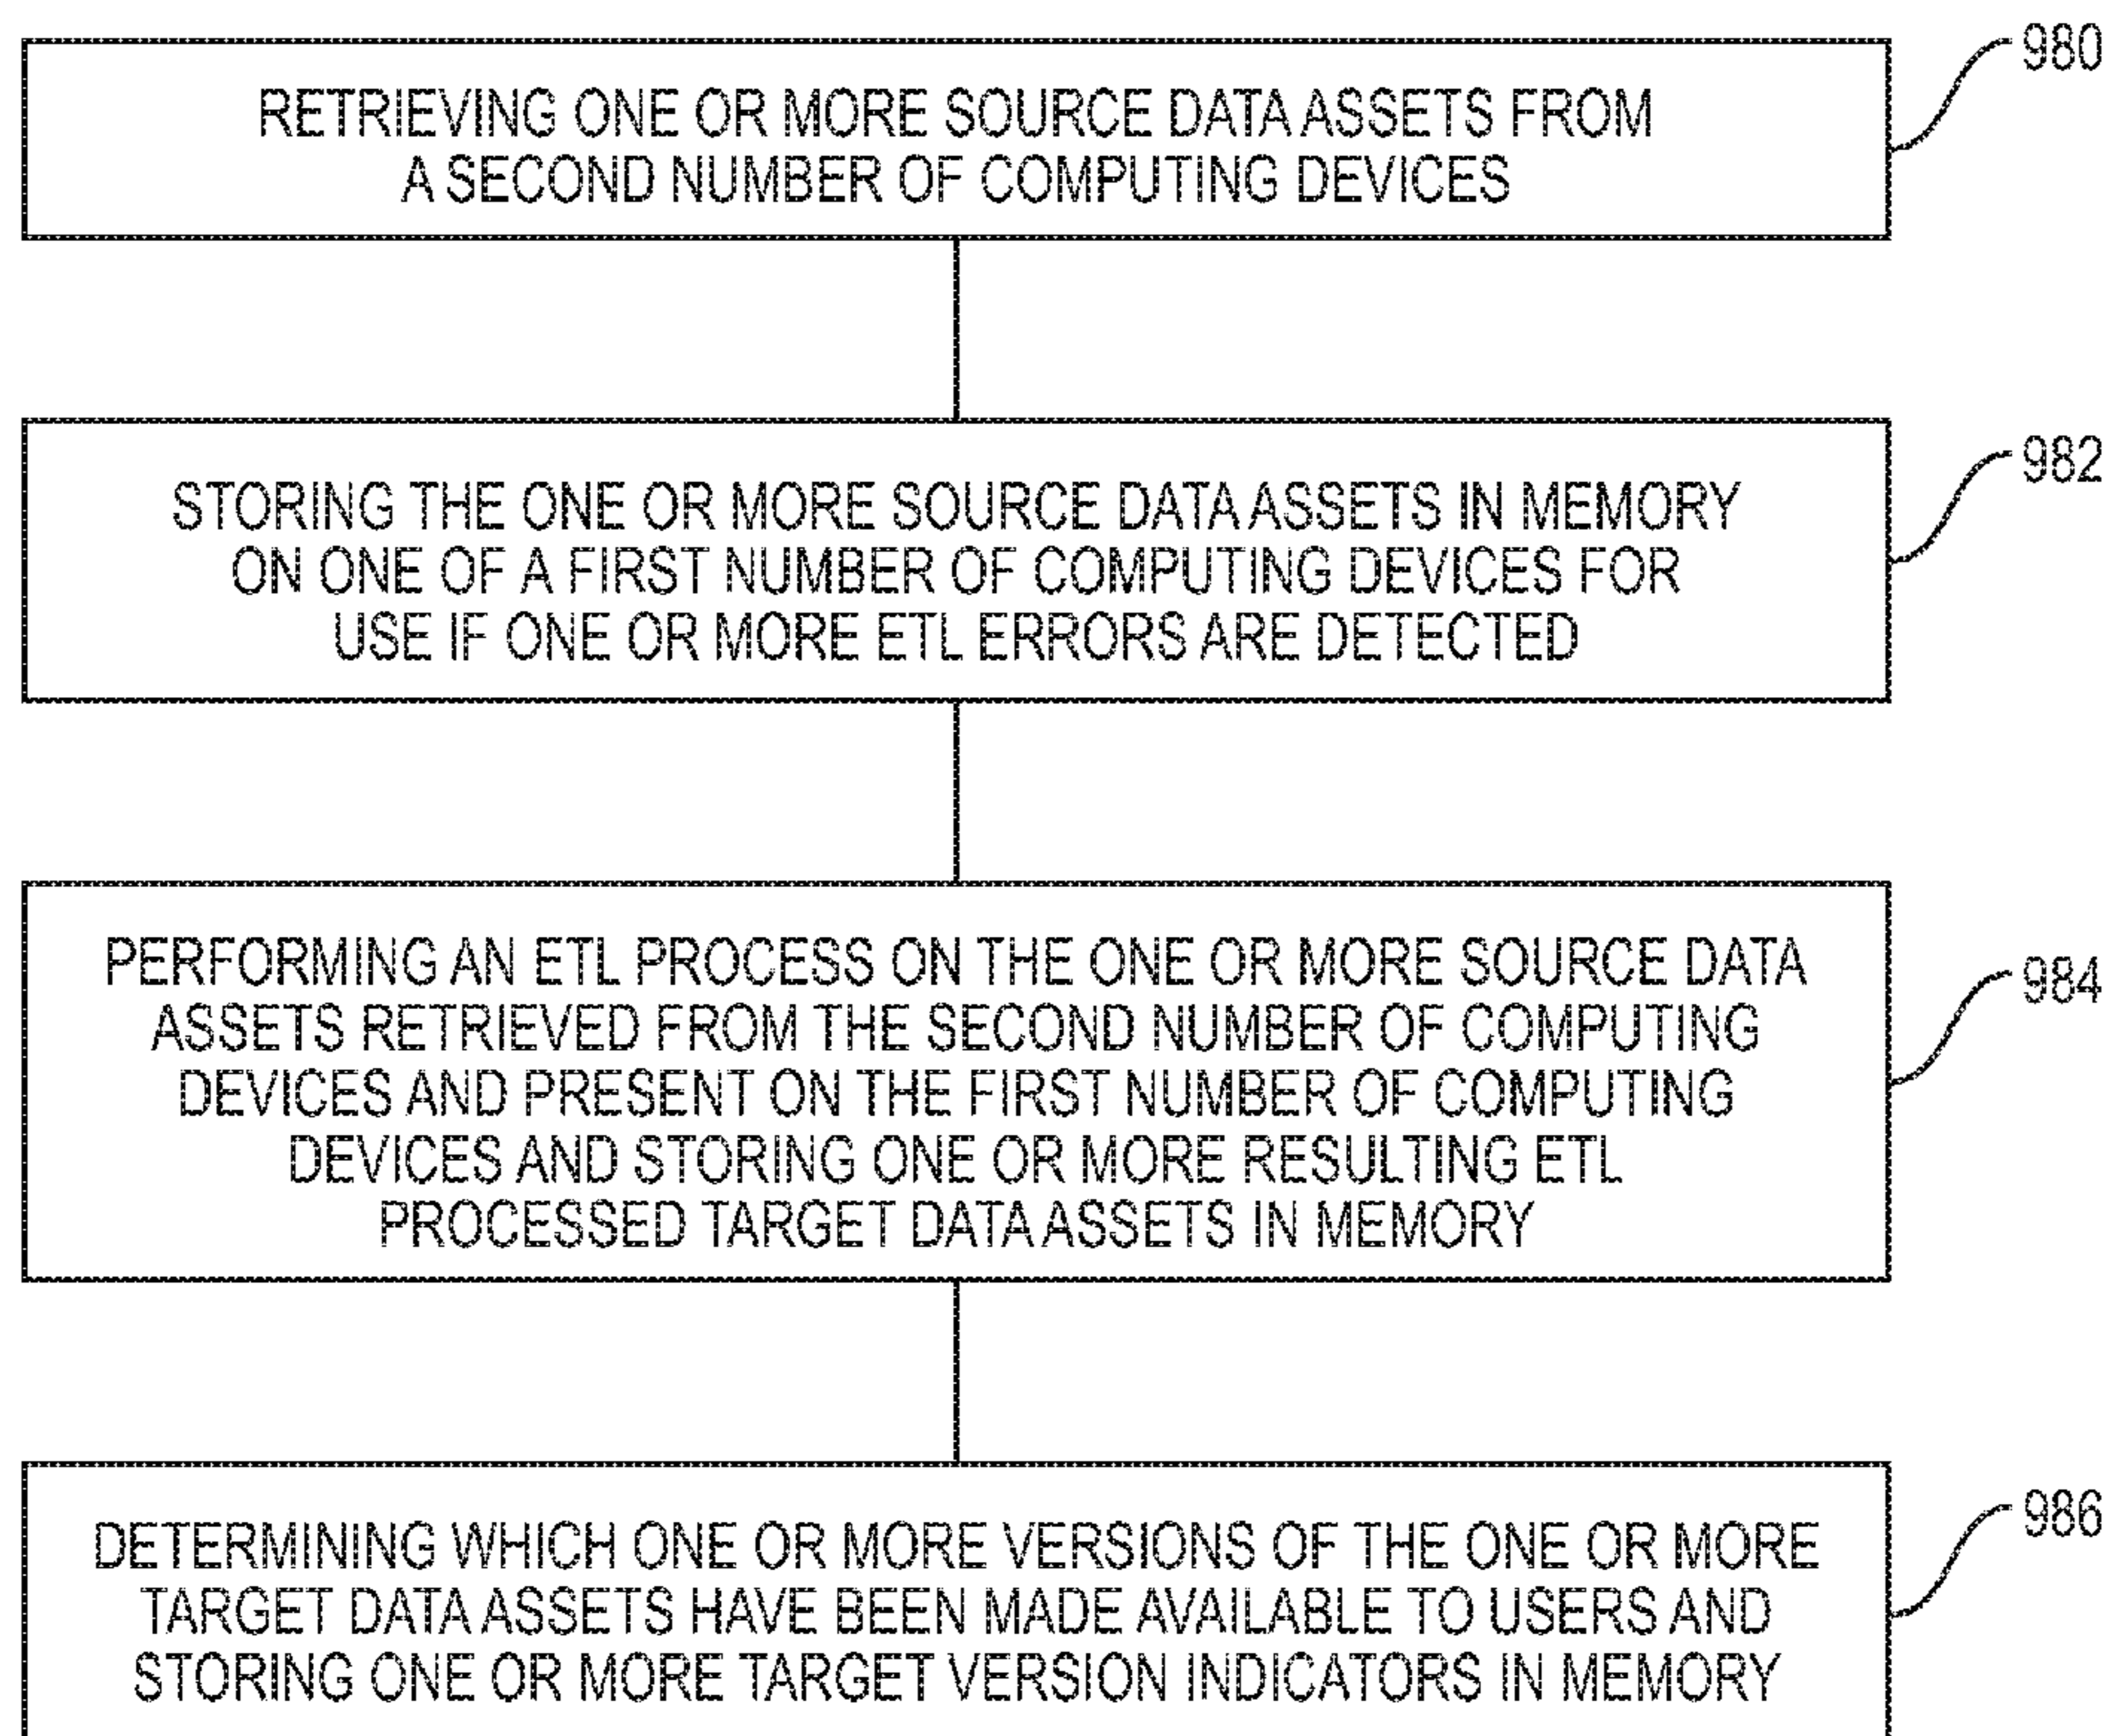 980
RETRIEVING ONE OR MORE SOURCE DATA ASSETS FROM
A SECOND NUMBER OF COMPUTING DEVICES
982
STORING THE ONE OR MORE SOURCE DATA ASSETS IN MEMORY
ON ONE OF A FIRST NUMBER OF COMPUTING DEVICES FOR
USE IF ONE OR MORE ETL ERRORS ARE DETECTED
984
PERFORMING AN ETL PROCESS ON THE ONE OR MORE SOURCE DATA
ASSETS RETRIEVED FROM THE SECOND NUMBER OF COMPUTING
DEVICES AND PRESENT ON THE FIRST NUMBER OF COMPUTING
DEVICES AND STORING ONE OR MORE RESULTING ETL
PROCESSED TARGET DATA ASSETS IN MEMORY
986
DETERMINING WHICH ONE OR MORE VERSIONS OF THE ONE OR MORE
TARGET DATA ASSETS HAVE BEEN MADE AVAILABLE TO USERS AND
STORING ONE OR MORE TARGET VERSION INDICATORS IN MEMORY